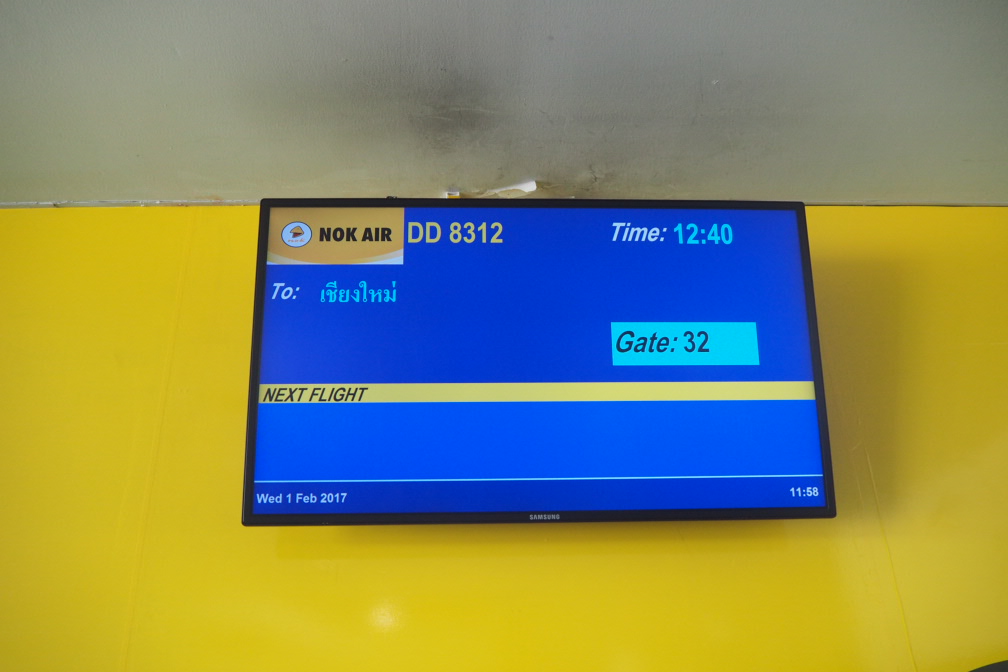 NOK AIR DD 8312 Time: 12:40
To: เชียงใหม่
Gate: 32
NEXT FLIGHT
Wed 1 Feb 2017 11:58
SAMSUNG